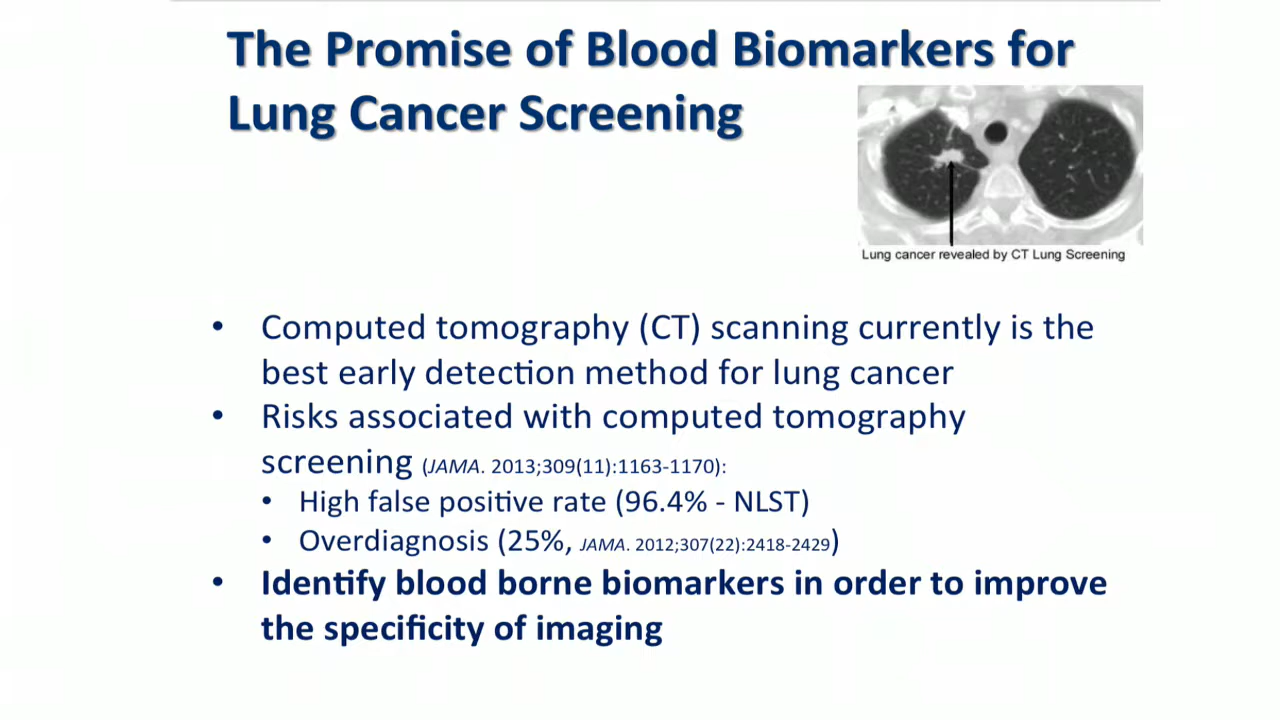 The Promise of Blood Biomarkers for
Lung Cancer Screening
Lung cancer revealed by CT Lung Screening
• Computed tomography (CT) scanning currently is the
best early detection method for lung cancer
• Risks associated with computed tomography
screening (JAMA. 2013;309(11):1163-1170):
• High false positive rate (96.4% - NLST)
• Overdiagnosis (25%, JAMA. 2012;307(22):2418-2429)
• Identify blood borne biomarkers in order to improve
the specificity of imaging